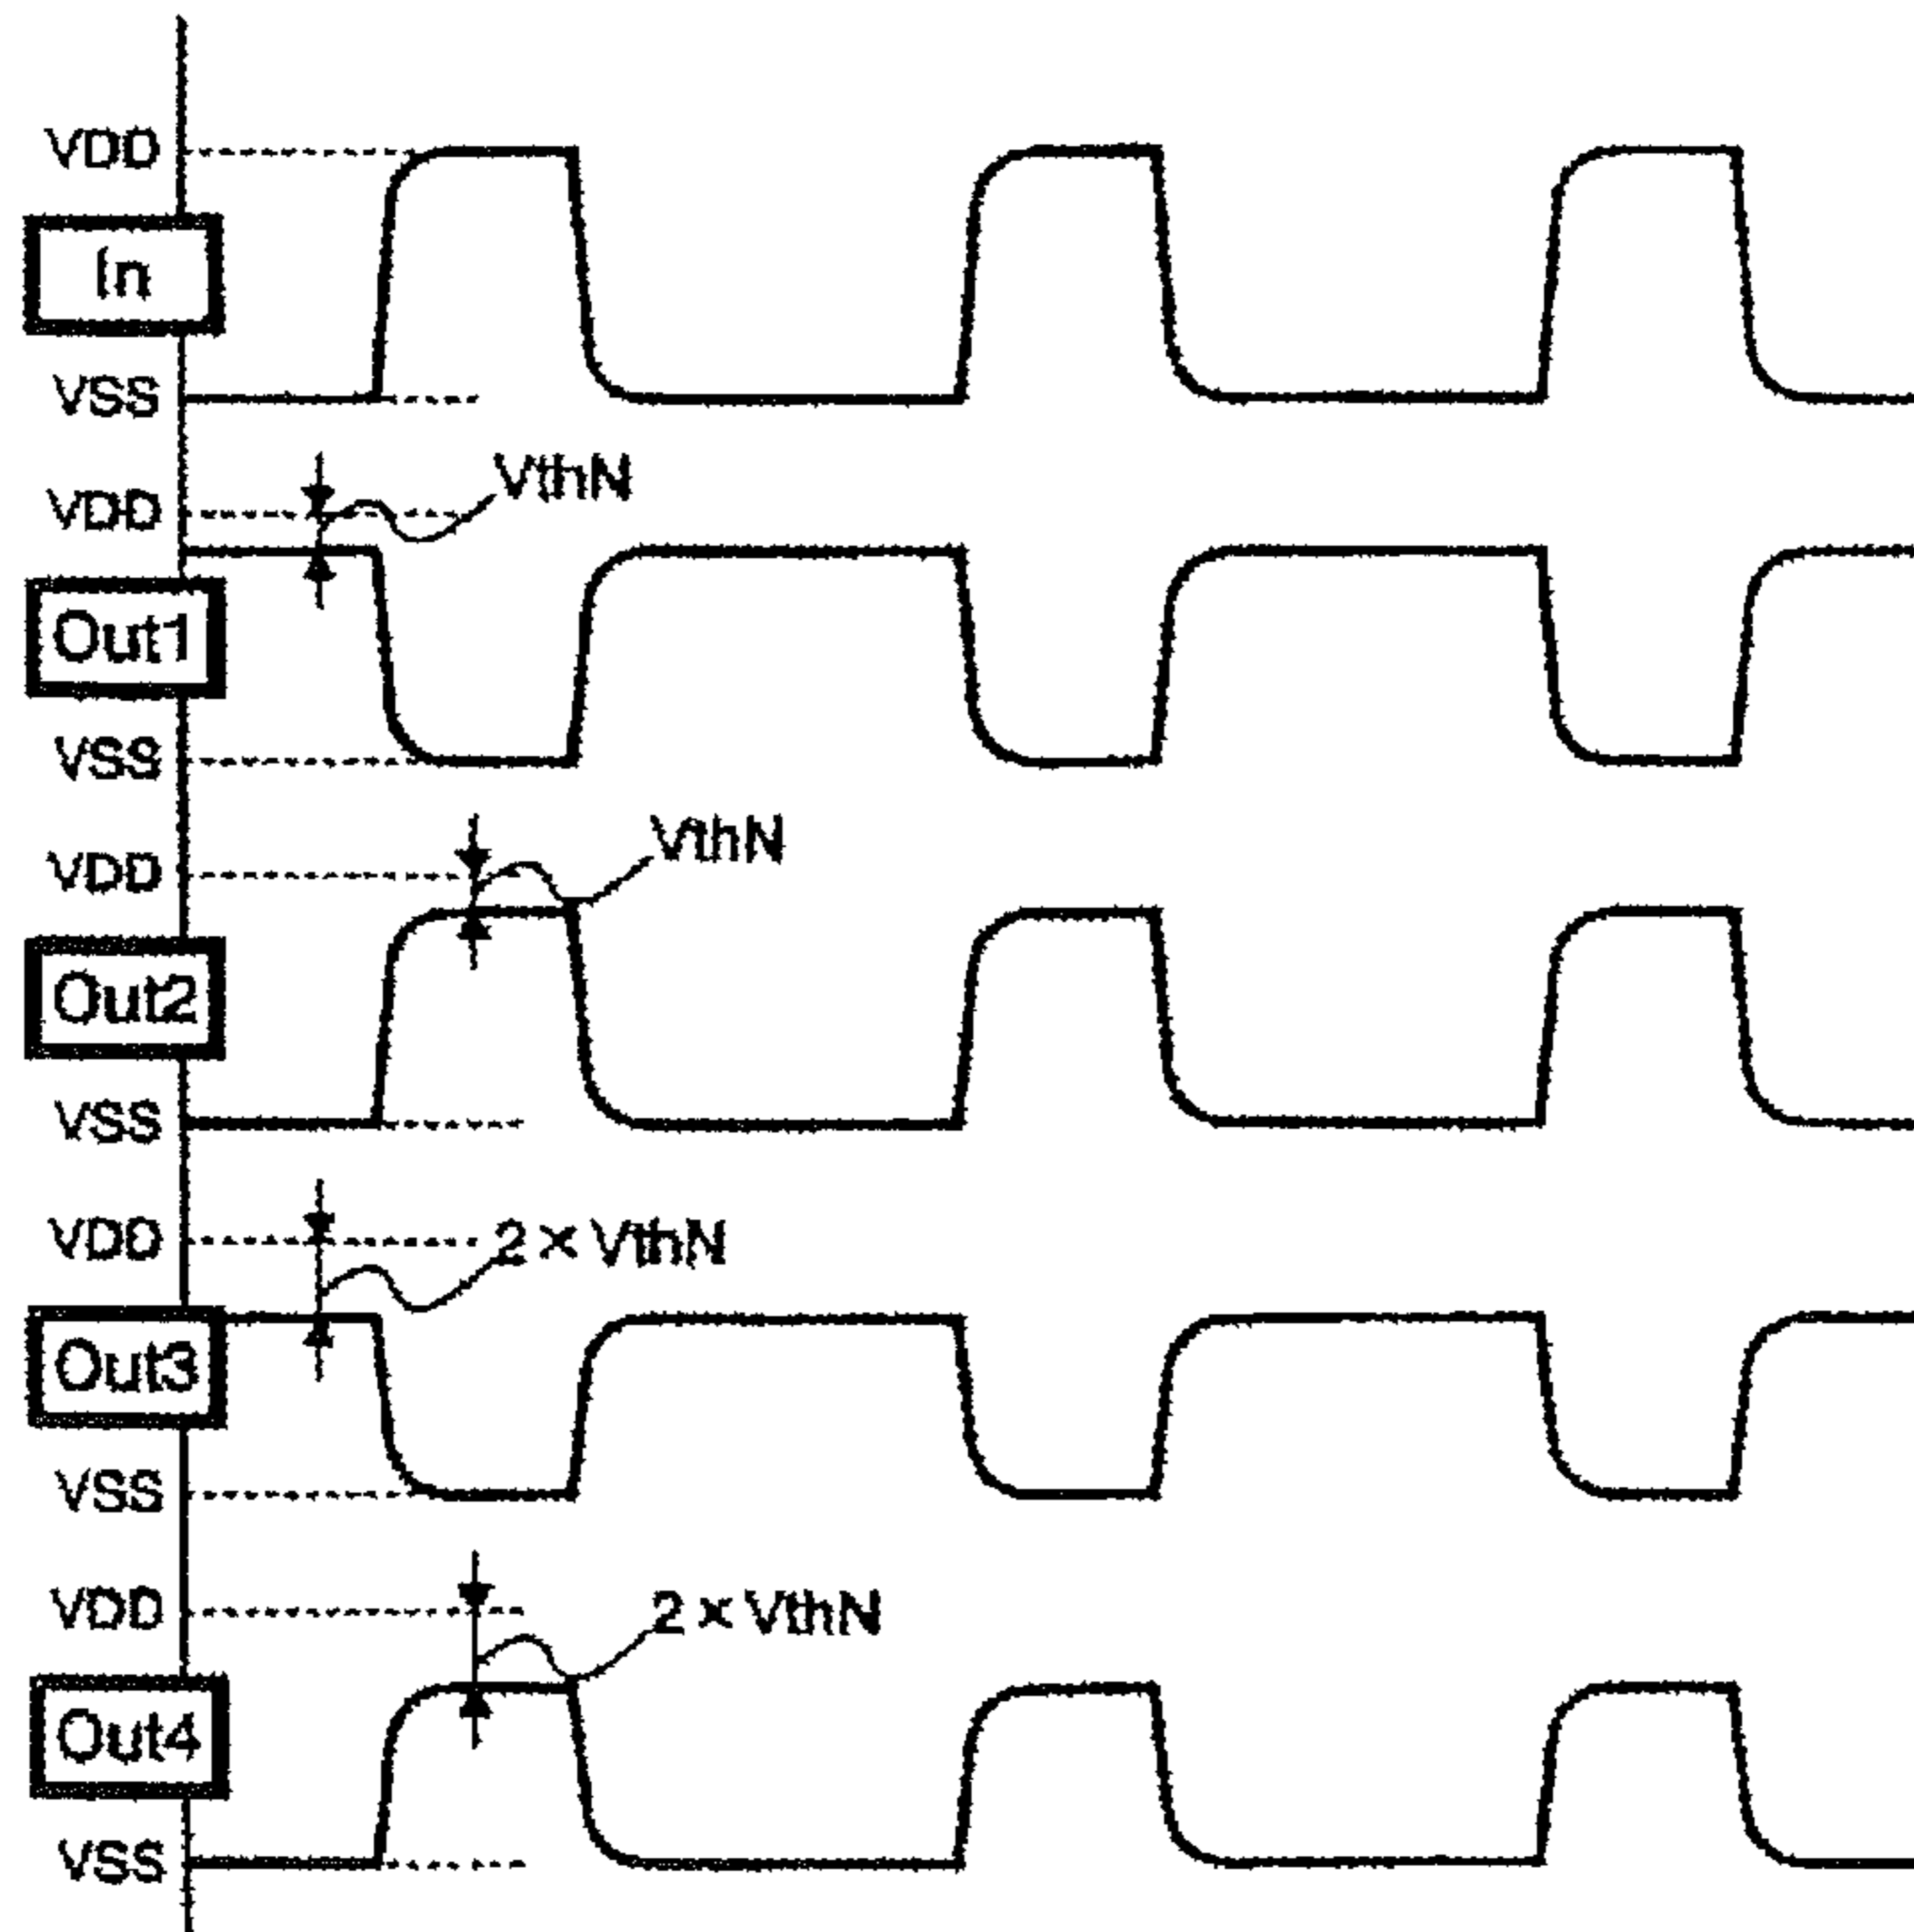 VDD
In
VSS
VthN
VDD
Out1
VSS
VthN
VDD
Out2
VSS
VDD
2 × VthN
Out3
VSS
VDD
2 × VthN
Out4
VSS